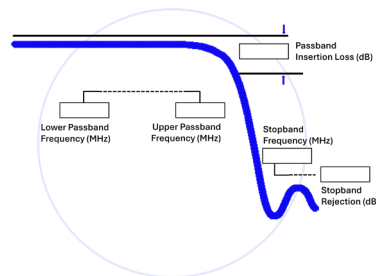 Passband
Insertion Loss (dB)
Lower Passband
Frequency (MHz)
Upper Passband
Frequency (MHz)
Stopband
Frequency (MHz)
Stopband
Rejection (dB